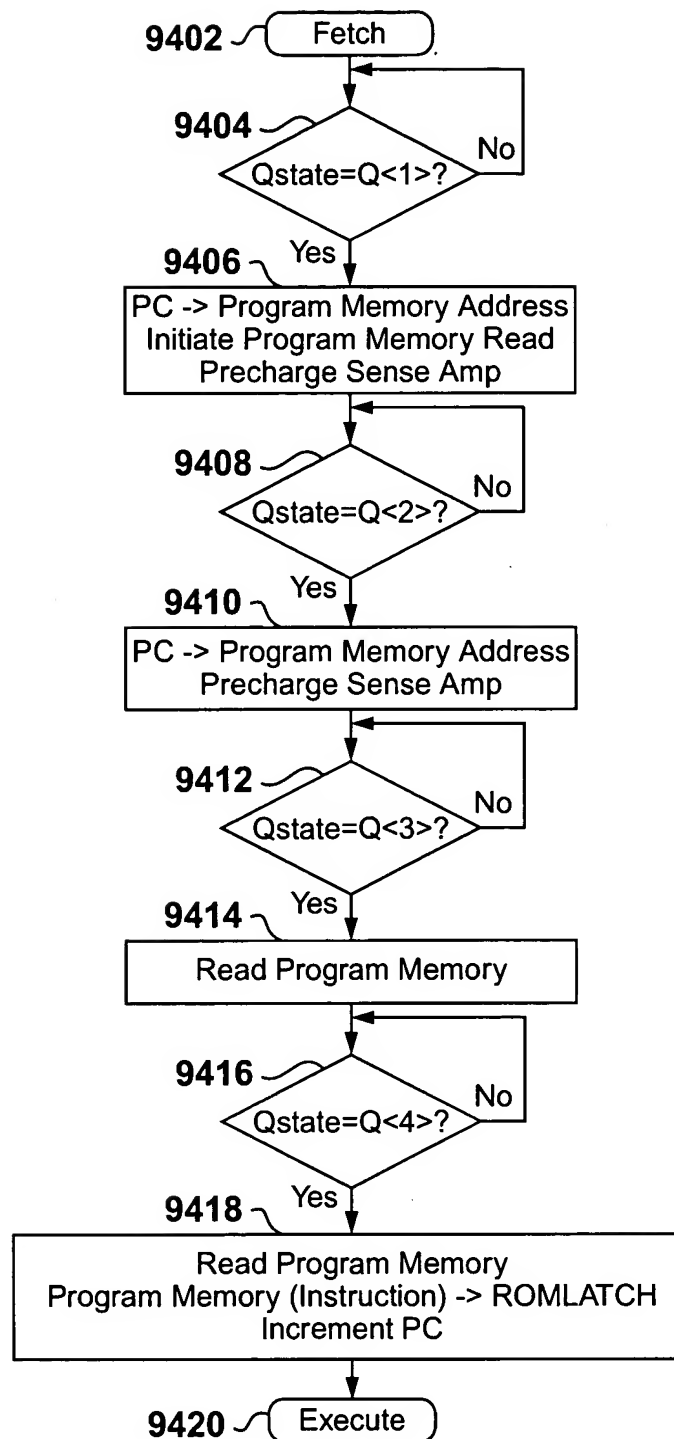 9402
Fetch
9404
Qstate=Q<1>?
No
Yes
9406
PC -> Program Memory Address
Initiate Program Memory Read
Precharge Sense Amp
9408
Qstate=Q<2>?
No
Yes
9410
PC -> Program Memory Address
Precharge Sense Amp
9412
Qstate=Q<3>?
No
Yes
9414
Read Program Memory
9416
Qstate=Q<4>?
No
Yes
9418
Read Program Memory
Program Memory (Instruction) -> ROMLATCH
Increment PC
9420
Execute